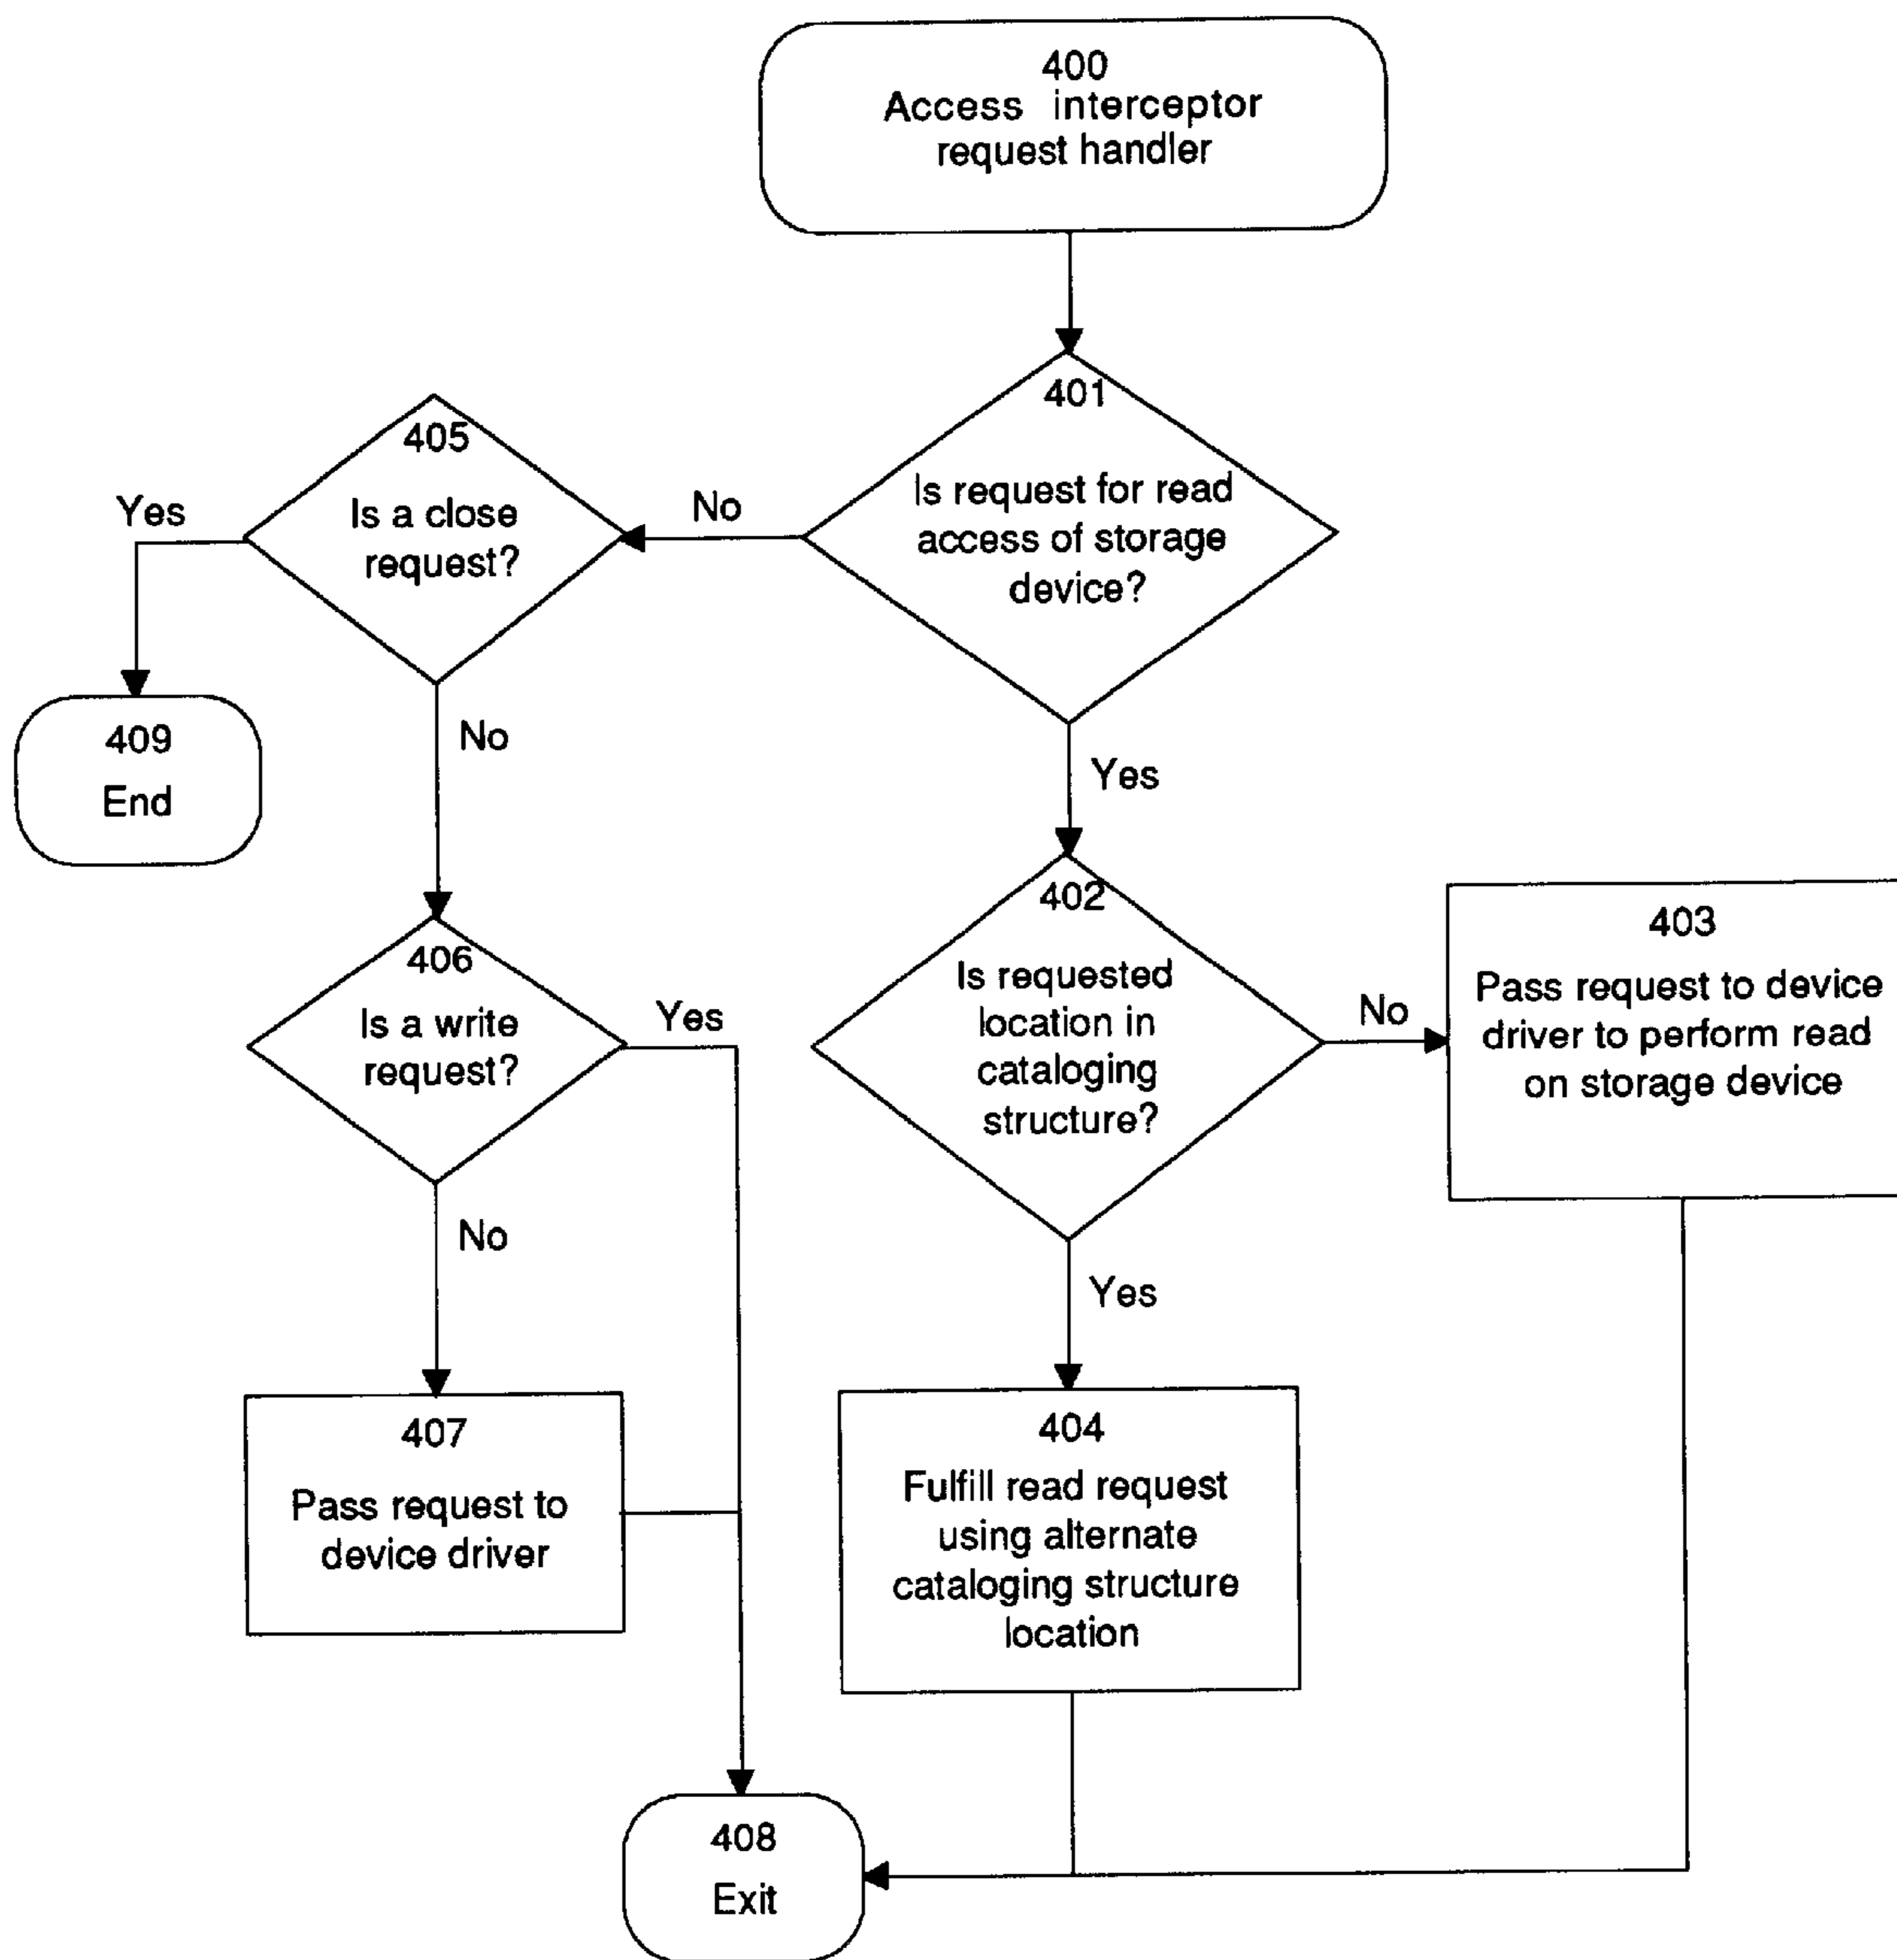 400
Access interceptor
request handler
401
Is request for read
access of storage
device?
No
Yes
405
Is a close
request?
Yes
No
409
End
402
Is requested
location in
cataloging
structure?
No
Yes
403
Pass request to device
driver to perform read
on storage device
406
Is a write
request?
Yes
No
407
Pass request to
device driver
404
Fulfill read request
using alternate
cataloging structure
location
408
Exit